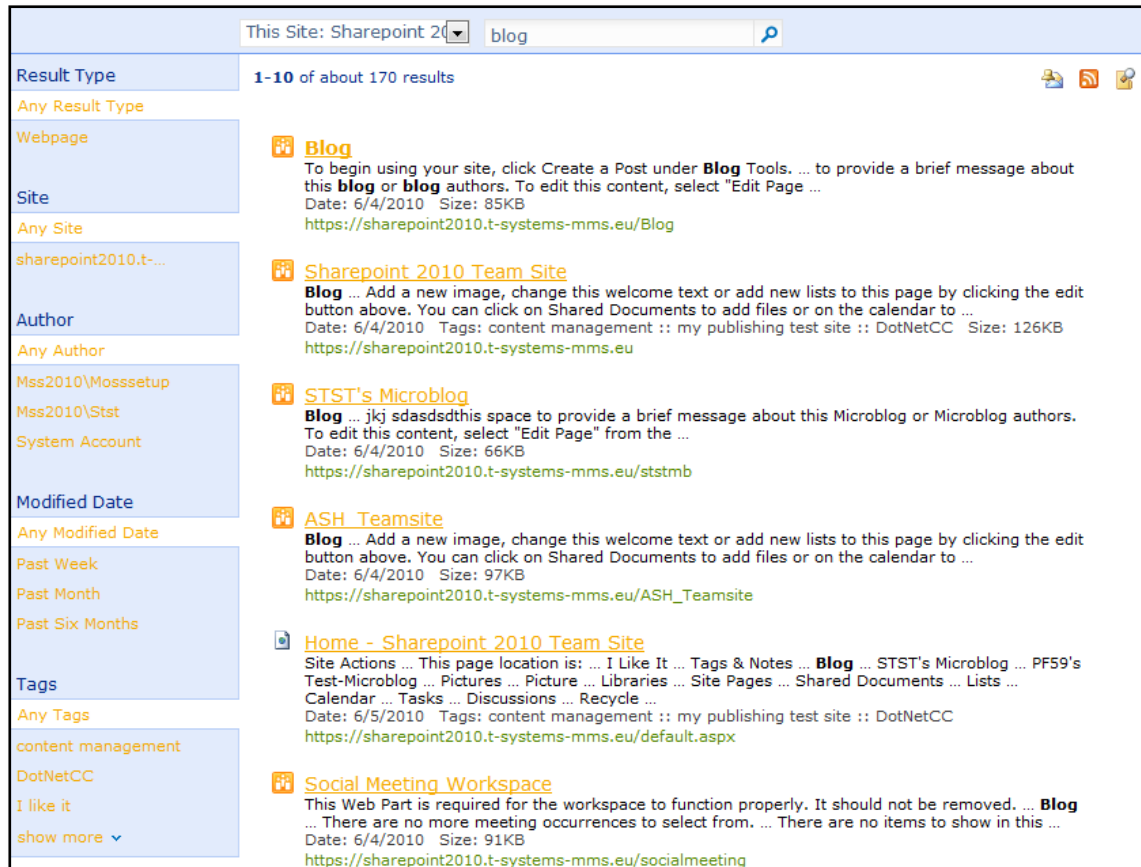 This Site: Sharepoint 20
blog
Result Type
Any Result Type
Webpage
Site
Any Site
sharepoint2010.t-...
Author
Any Author
Mss2010\Mosssetup
Mss2010\Stst
System Account
Modified Date
Any Modified Date
Past Week
Past Month
Past Six Months
Tags
Any Tags
content management
DotNetCC
I like it
show more
1-10 of about 170 results
Blog
To begin using your site, click Create a Post under Blog Tools. ... to provide a brief message about
this blog or blog authors. To edit this content, select "Edit Page ...
Date: 6/4/2010 Size: 85KB
https://sharepoint2010.t-systems-mms.eu/Blog
Sharepoint 2010 Team Site
Blog ... Add a new image, change this welcome text or add new lists to this page by clicking the edit
button above. You can click on Shared Documents to add files or on the calendar to ...
Date: 6/4/2010 Tags: content management :: my publishing test site :: DotNetCC Size: 126KB
https://sharepoint2010.t-systems-mms.eu
STST's Microblog
Blog ... jkj sdasdsdthis space to provide a brief message about this Microblog or Microblog authors.
To edit this content, select "Edit Page" from the ...
Date: 6/4/2010 Size: 66KB
https://sharepoint2010.t-systems-mms.eu/ststmb
ASH_Teamsite
Blog ... Add a new image, change this welcome text or add new lists to this page by clicking the edit
button above. You can click on Shared Documents to add files or on the calendar to ...
Date: 6/4/2010 Size: 97KB
https://sharepoint2010.t-systems-mms.eu/ASH_Teamsite
Home - Sharepoint 2010 Team Site
Site Actions ... This page location is: ... I Like It ... Tags & Notes ... Blog ... STST's Microblog ... PF59's
Test-Microblog ... Pictures ... Picture ... Libraries ... Site Pages ... Shared Documents ... Lists ...
Calendar ... Tasks ... Discussions ... Recycle ...
Date: 6/5/2010 Tags: content management :: my publishing test site :: DotNetCC
https://sharepoint2010.t-systems-mms.eu/default.aspx
Social Meeting Workspace
This Web Part is required for the workspace to function properly. It should not be removed. ... Blog
... There are no more meeting occurrences to select from. ... There are no items to show in this ...
Date: 6/4/2010 Size: 91KB
https://sharepoint2010.t-systems-mms.eu/socialmeeting